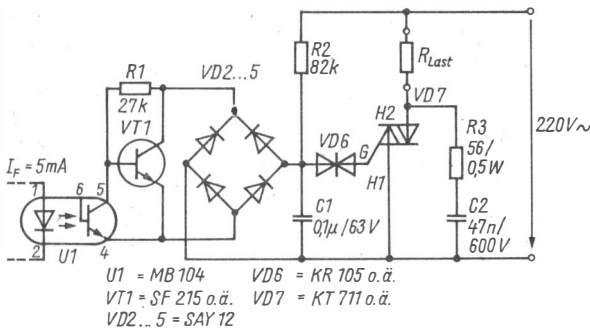 R1
27k
VT1
VD2...5
R2
82k
R_Last
VD7
H2
VD6
G
H1
R3
56/
0,5W
220V~
I_F = 5mA
1
6
5
2
4
U1
C1
0,1µ/63V
C2
47n/
600V
U1 = MB 104
VT1 = SF 215 o.ä.
VD2...5 = SAY 12
VD6 = KR 105 o.ä.
VD7 = KT 711 o.ä.